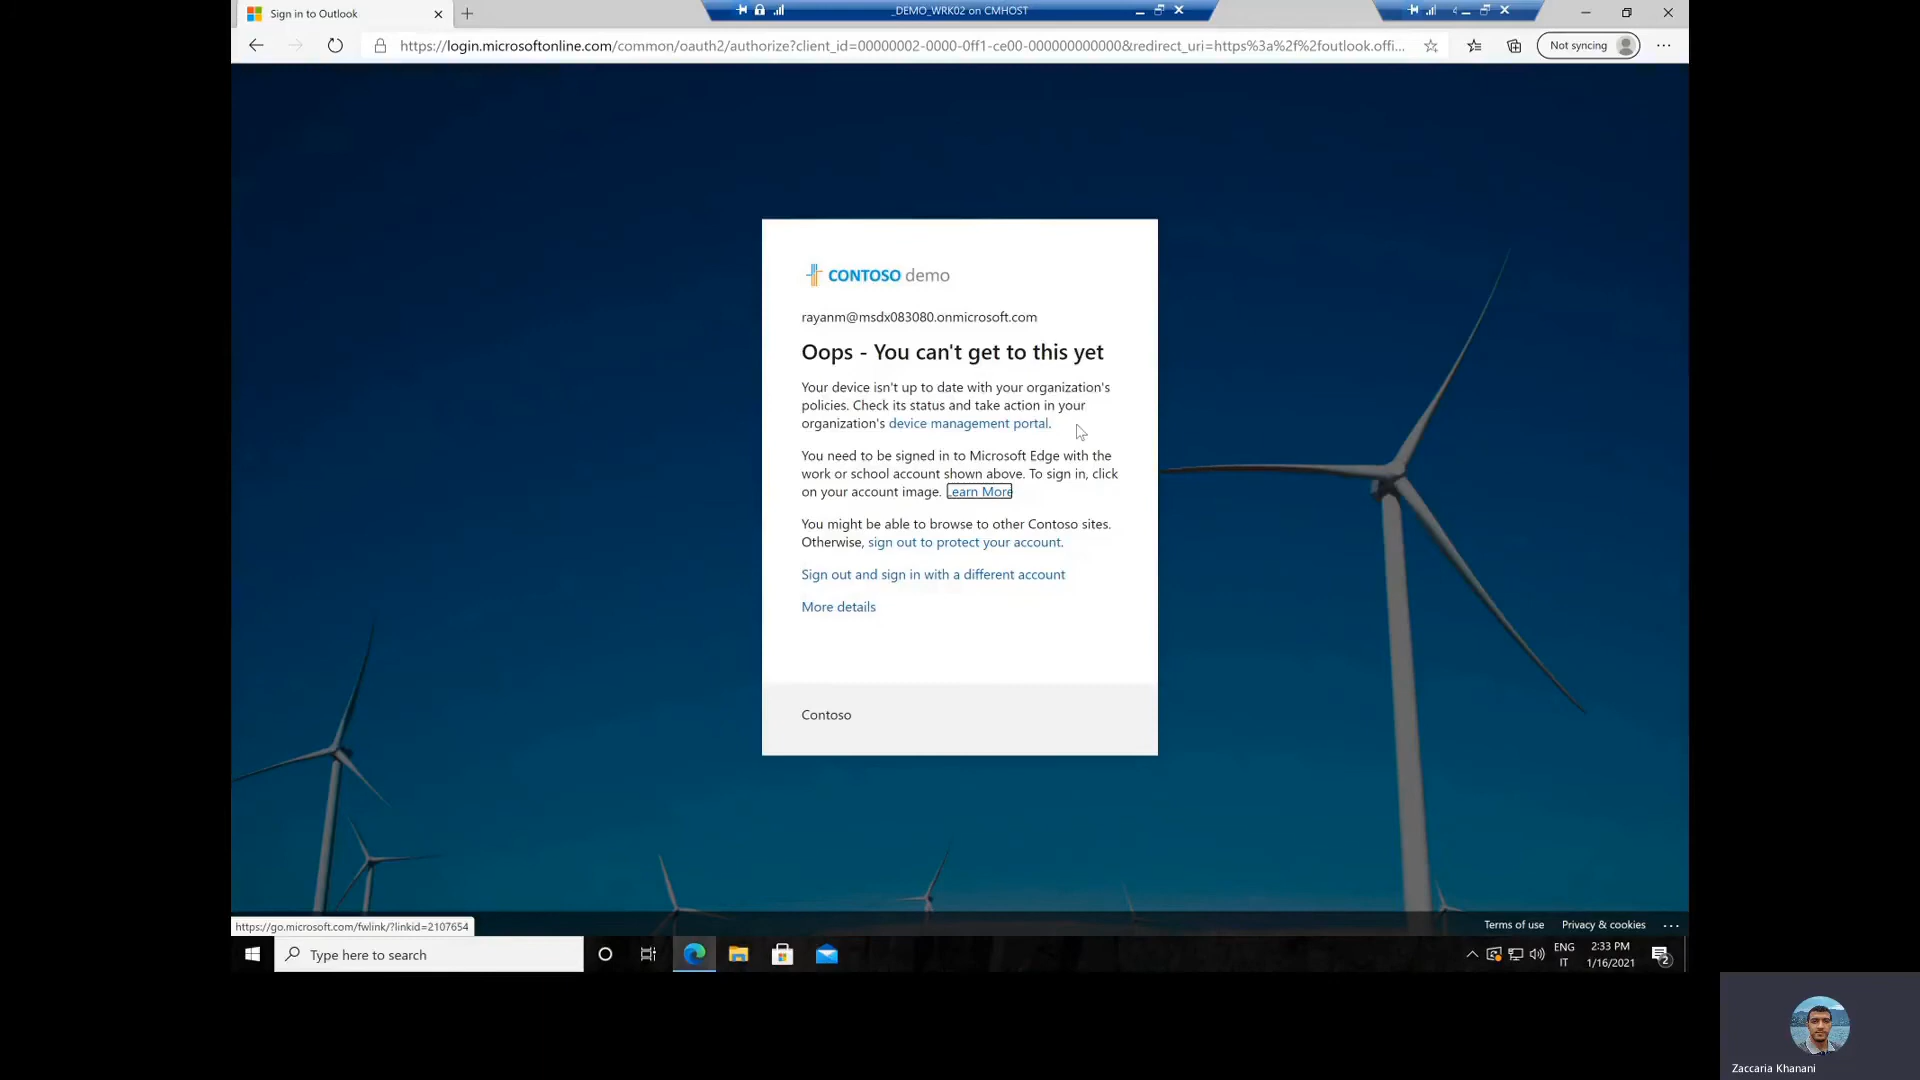 Sign in to Outlook
_DEMO_WRK02 on CMHOST
https://login.microsoftonline.com/common/oauth2/authorize?client_id=00000002-0000-0ff1-ce00-000000000000&redirect_uri=https%3a%2f%2foutlook.offi...
Not syncing
CONTOSO demo
rayanm@msdx083080.onmicrosoft.com
Oops - You can't get to this yet
Your device isn't up to date with your organization's
policies. Check its status and take action in your
organization's device management portal.
You need to be signed in to Microsoft Edge with the
work or school account shown above. To sign in, click
on your account image. Learn More
You might be able to browse to other Contoso sites.
Otherwise, sign out to protect your account.
Sign out and sign in with a different account
More details
Contoso
https://go.microsoft.com/fwlink/?linkid=2107654
Terms of use
Privacy & cookies
...
Type here to search
ENG
IT
2:33 PM
1/16/2021
2
Zaccaria Khanani